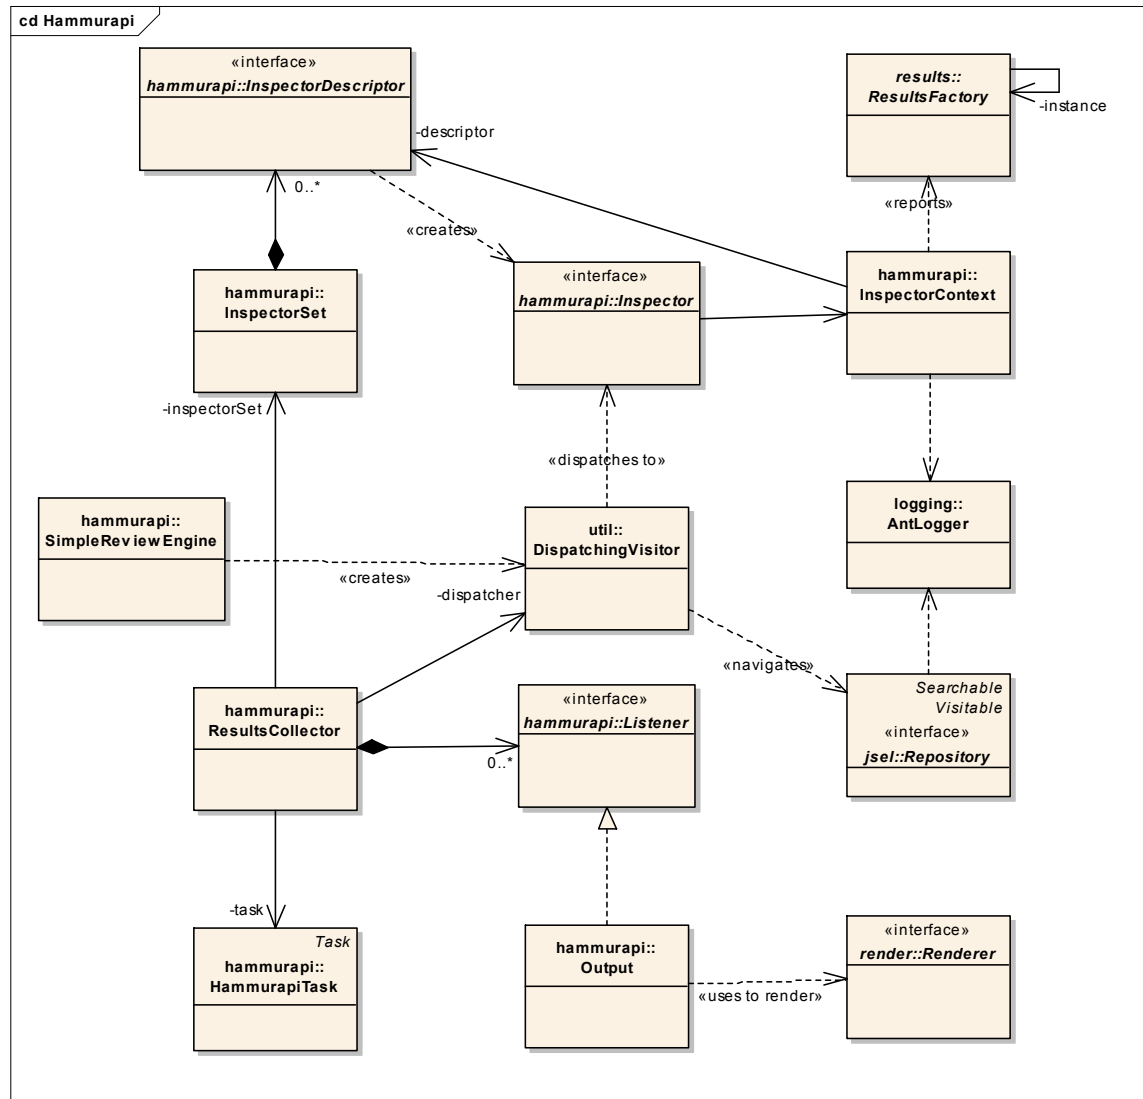 cd Hammurapi
«interface»
hammurapi::InspectorDescriptor
results::
ResultsFactory
-instance
-descriptor
0..*
«creates»
«reports»
hammurapi::
InspectorSet
«interface»
hammurapi::Inspector
hammurapi::
InspectorContext
-inspectorSet
«dispatches to»
hammurapi::
SimpleReviewEngine
«creates»
util::
DispatchingVisitor
logging::
AntLogger
-dispatcher
«navigates»
hammurapi::
ResultsCollector
«interface»
hammurapi::Listener
0..*
Searchable
Visitable
«interface»
jsel::Repository
-task
Task
hammurapi::
HammurapiTask
hammurapi::
Output
«uses to render»
«interface»
render::Renderer